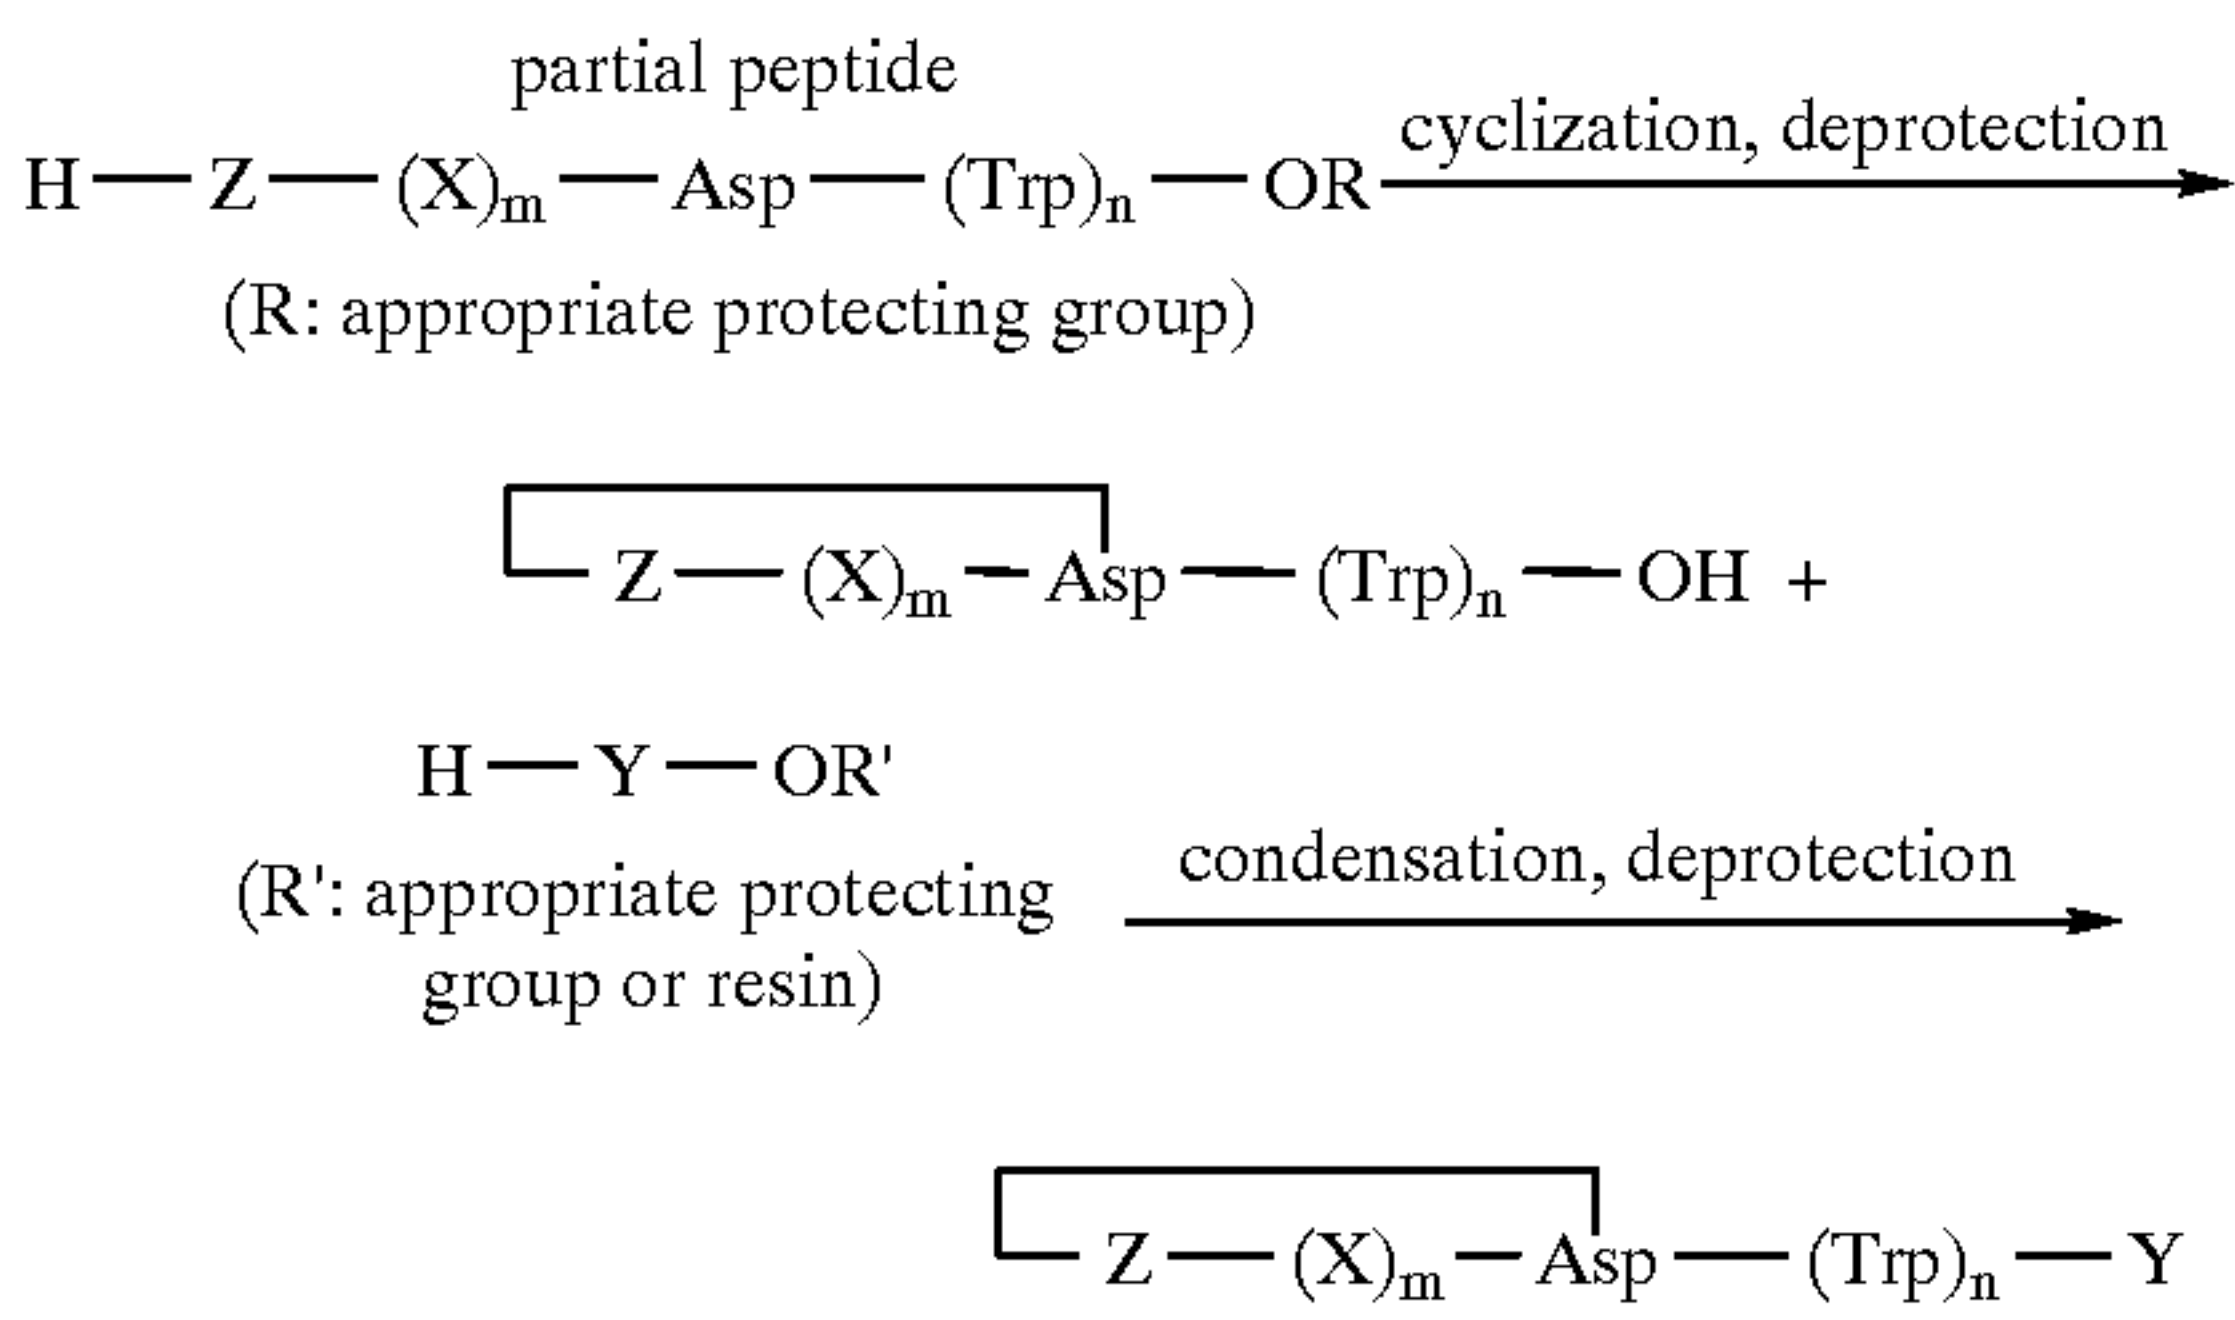 partial peptide
H — Z — (X)m — Asp — (Trp)n — OR
cyclization, deprotection
(R: appropriate protecting group)
Z — (X)m — Asp — (Trp)n — OH +
H — Y — OR'
(R': appropriate protecting
group or resin)
condensation, deprotection
Z — (X)m — Asp — (Trp)n — Y